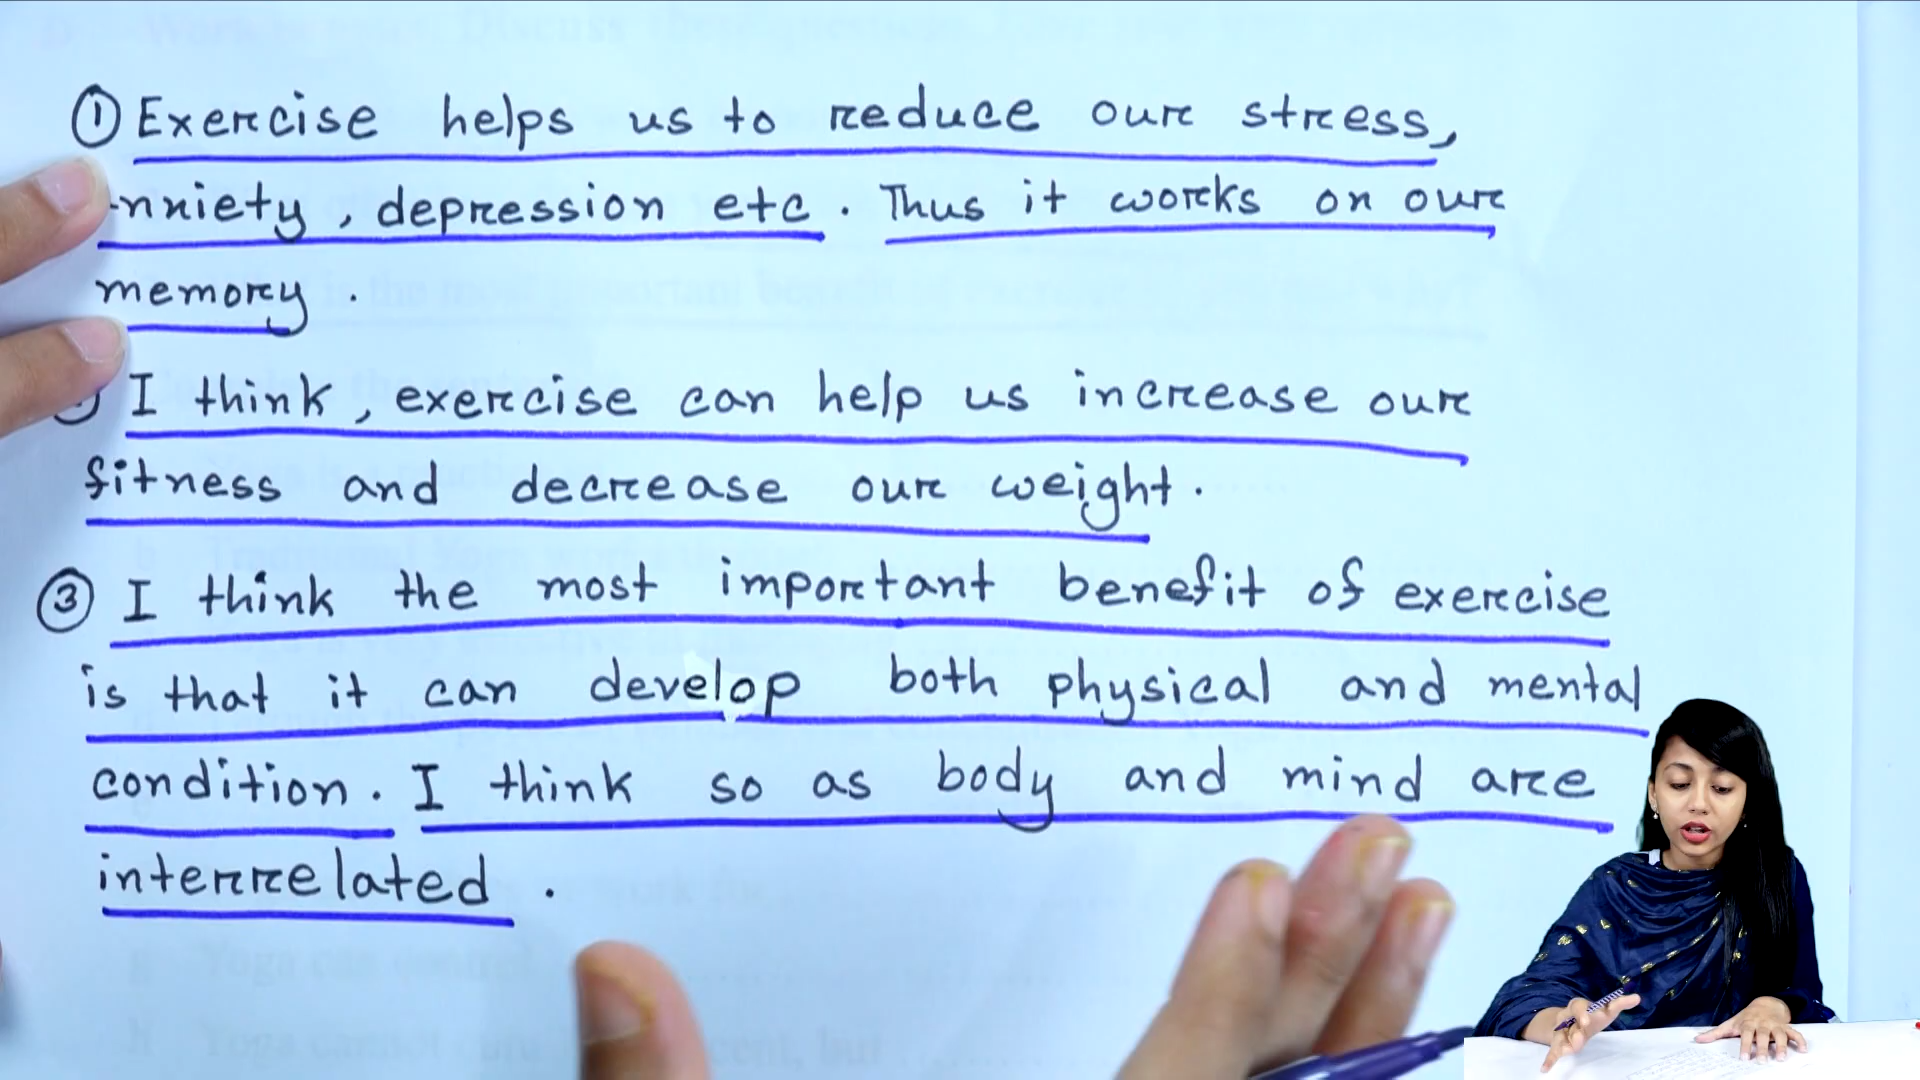 ① Exercise helps us to reduce our stress,
anxiety, depression etc. Thus it works on our
memory.
I think, exercise can help us increase our
fitness and decrease our weight.
③ I think the most important benefit of exercise
is that it can develop both physical and mental
condition. I think so as body and mind are
interrelated.